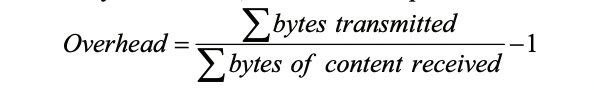 Overhead = ∑bytes transmitted / ∑bytes of content received −1